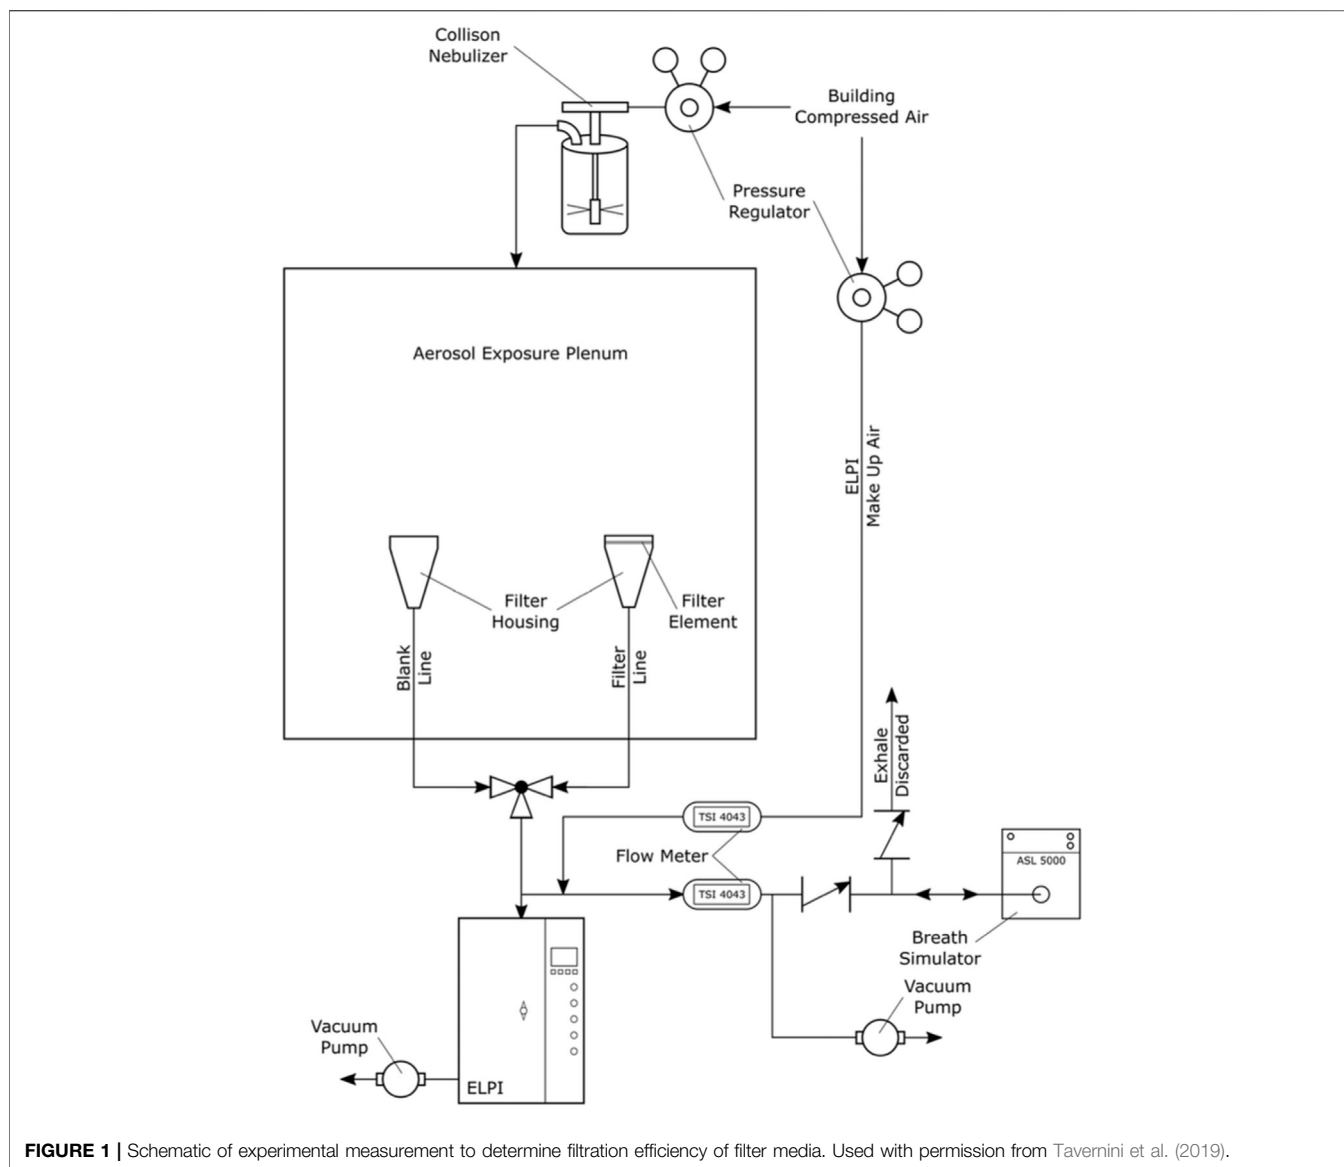 Collison
Nebulizer
Building
Compressed Air
Pressure
Regulator
Aerosol Exposure Plenum
ELPI
Make Up Air
Filter
Housing
Filter
Element
Blank
Line
Filter
Line
Exhale
Discarded
TSI 4043
Flow Meter
TSI 4043
ASL 5000
Breath
Simulator
Vacuum
Pump
Vacuum
Pump
ELPI
FIGURE 1 | Schematic of experimental measurement to determine filtration efficiency of filter media. Used with permission from Tavernini et al. (2019).